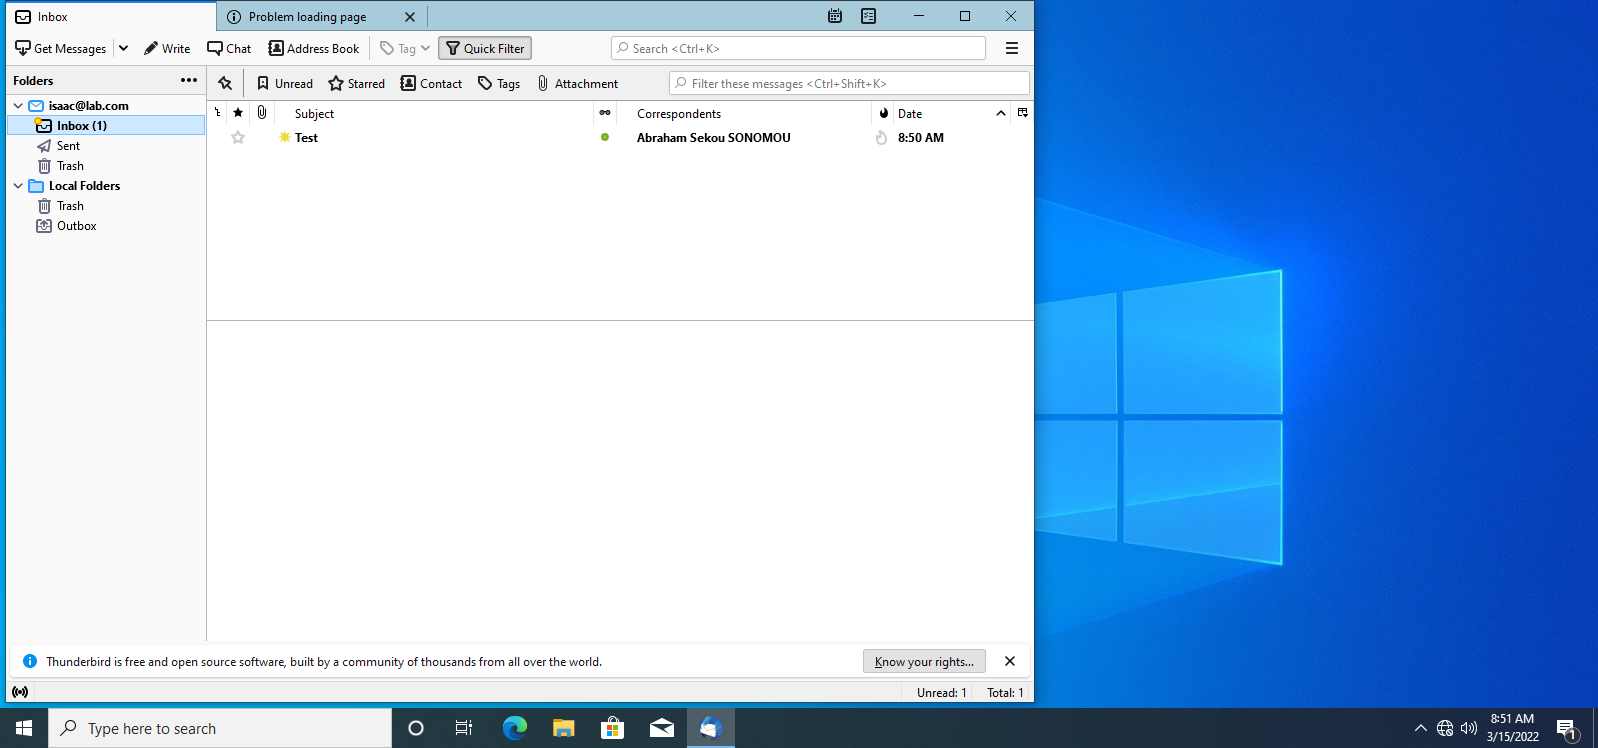 Inbox
Problem loading page
Get Messages
Write
Chat
Address Book
Tag
Quick Filter
Search <Ctrl+K>
Folders
Unread
Starred
Contact
Tags
Attachment
Filter these messages <Ctrl+Shift+K>
isaac@lab.com
Subject
Correspondents
Date
Inbox (1)
Test
Abraham Sekou SONOMOU
8:50 AM
Sent
Trash
Local Folders
Trash
Outbox
Thunderbird is free and open source software, built by a community of thousands from all over the world.
Know your rights...
Unread: 1
Total: 1
Type here to search
8:51 AM
3/15/2022
1